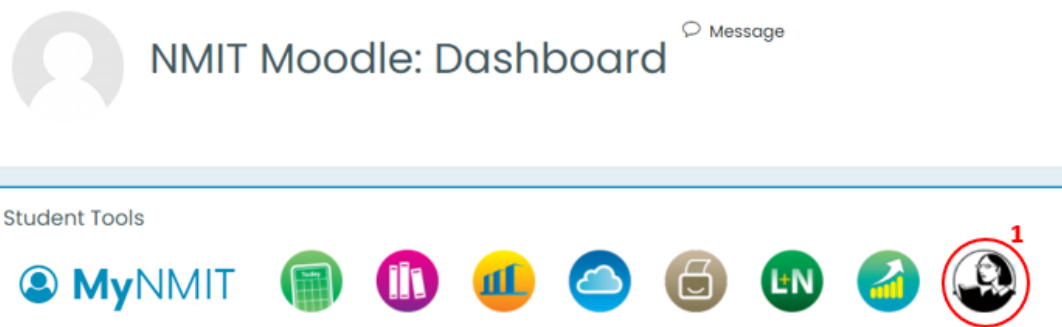 Message
NMIT Moodle: Dashboard
Student Tools
1
MyNMIT
Today
L+N